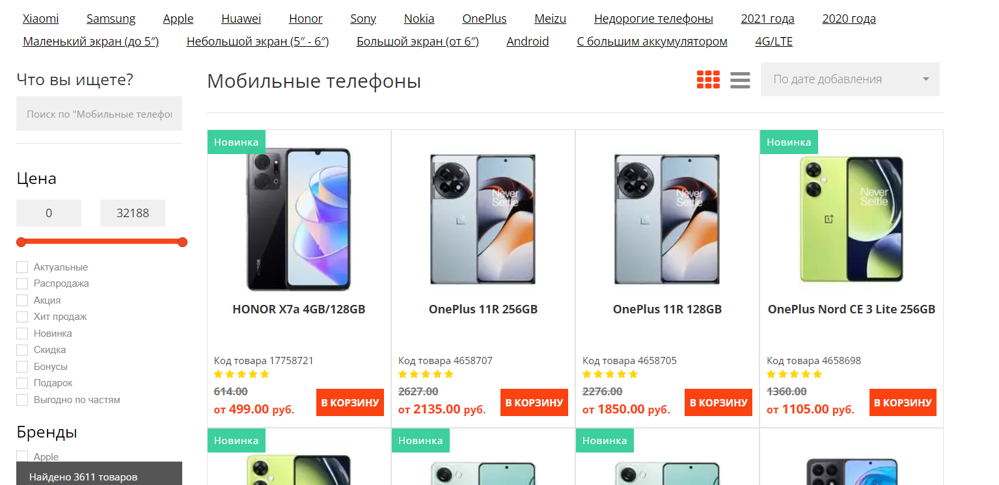 Xiaomi Samsung Apple Huawei Honor Sony Nokia OnePlus Meizu Недорогие телефоны 2021 года 2020 года
Маленький экран (до 5″) Небольшой экран (5″ - 6″) Большой экран (от 6″) Android С большим аккумулятором 4G/LTE
Что вы ищете?
Поиск по "Мобильные телефо
Цена
0 32188
Актуальные
Распродажа
Акция
Хит продаж
Новинка
Скидка
Бонусы
Подарок
Выгодно по частям
Бренды
Apple
Найдено 3611 товаров
Мобильные телефоны
По дате добавления
Новинка
HONOR X7a 4GB/128GB
Код товара 17758721
614.00
от 499.00 руб.
В КОРЗИНУ
Never
Settle
OnePlus 11R 256GB
Код товара 4658707
2627.00
от 2135.00 руб.
В КОРЗИНУ
Never
Settle
OnePlus 11R 128GB
Код товара 4658705
2276.00
от 1850.00 руб.
В КОРЗИНУ
Новинка
Never
Settle
OnePlus Nord CE 3 Lite 256GB
Код товара 4658698
1360.00
от 1105.00 руб.
В КОРЗИНУ
Новинка
Новинка
Новинка